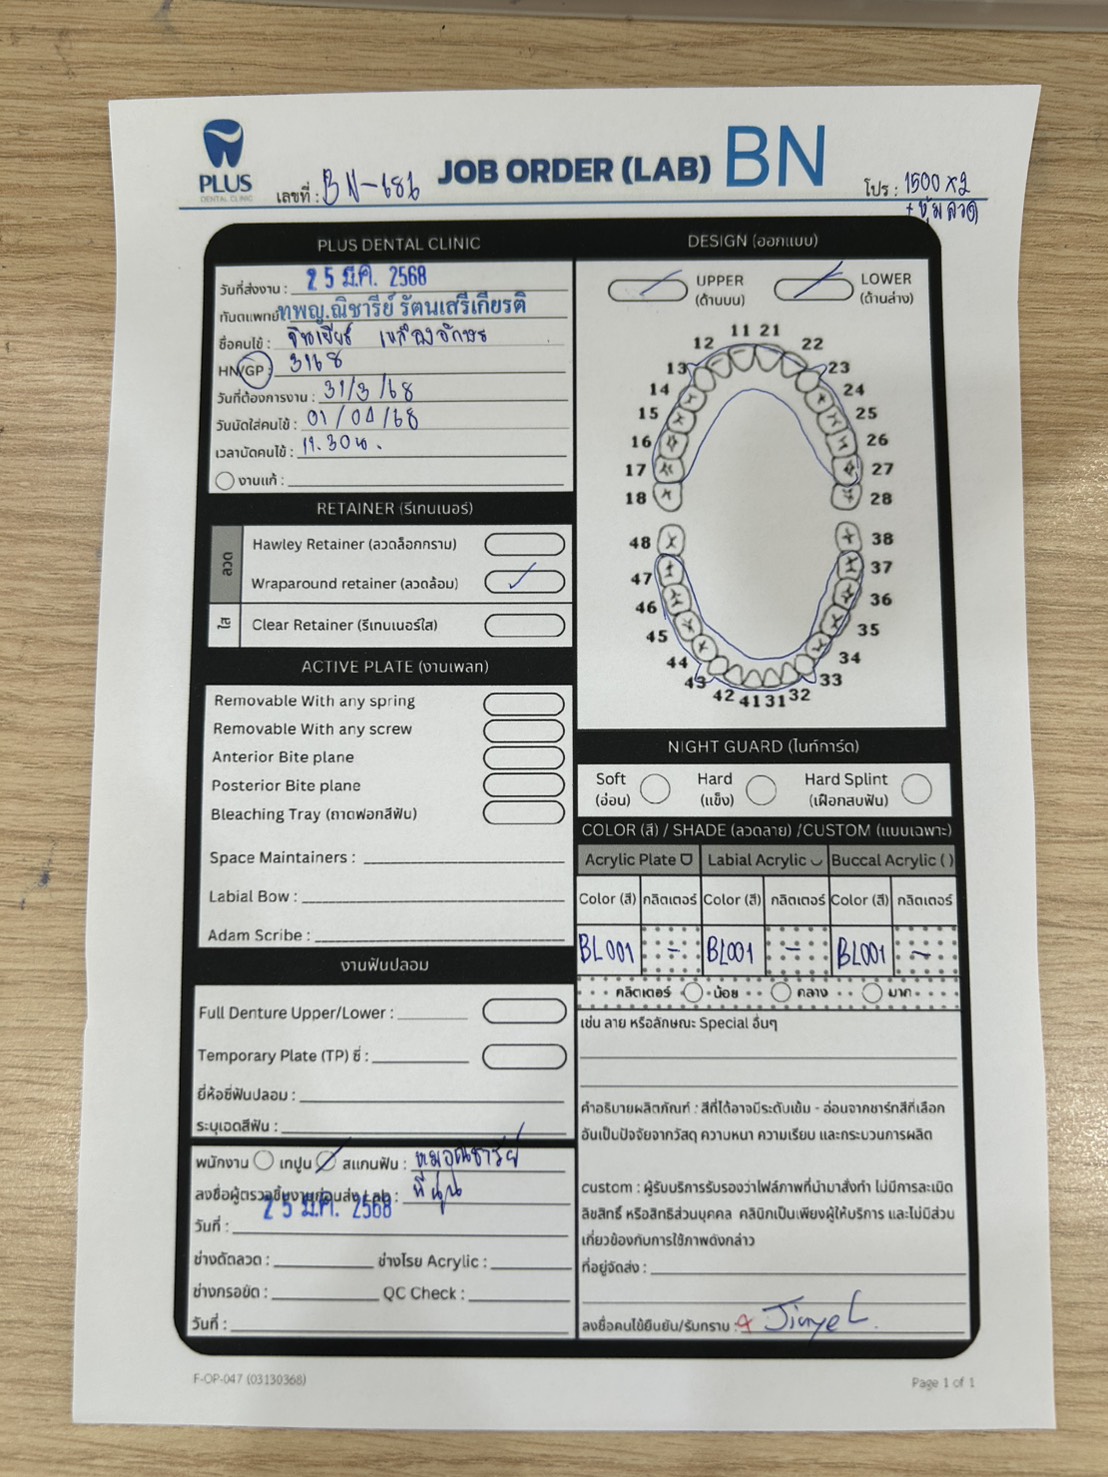 PLUS
DENTAL CLINIC
เลขที่ : BN-686
JOB ORDER (LAB) BN
โปร : 1500 x2
+ หุ้มลวด
PLUS DENTAL CLINIC
วันที่ส่งงาน : 25 มี.ค. 2568
ทันตแพทย์ ทพญ.ณิชารีย์ รัตนเสรีเกียรติ
ชื่อคนไข้ : จินเยียร์ เหลืองอักษร
HN/GP : 3168
วันที่ต้องการงาน : 31/3/68
วันนัดใส่คนไข้ : 01/04/68
เวลานัดคนไข้ : 11.30น.
งานแก้ :
RETAINER (รีเทนเนอร์)
ลวด
Hawley Retainer (ลวดล็อกกราม)
Wraparound retainer (ลวดล้อม)
ใส
Clear Retainer (รีเทนเนอร์ใส)
ACTIVE PLATE (งานเพลท)
Removable With any spring
Removable With any screw
Anterior Bite plane
Posterior Bite plane
Bleaching Tray (ถาดฟอกสีฟัน)
Space Maintainers :
Labial Bow :
Adam Scribe :
งานฟันปลอม
Full Denture Upper/Lower :
Temporary Plate (TP) ซี่ :
ยี่ห้อซี่ฟันปลอม :
ระบุเฉดสีฟัน :
พนักงาน เทปูน สแกนฟัน : หมอณิชารีย์
ลงชื่อผู้ตรวจชิ้นงานก่อนส่ง Lab :
25 มี.ค. 2568
วันที่ :
ช่างดัดลวด : ช่างโรย Acrylic :
ช่างกรอขัด : QC Check :
วันที่ :
DESIGN (ออกแบบ)
UPPER (ด้านบน)
LOWER (ด้านล่าง)
11 21
12 22
13 23
14 24
15 25
16 26
17 27
18 28
48 38
47 37
46 36
45 35
44 34
43 33
42 41 31 32
NIGHT GUARD (ไนท์การ์ด)
Soft (อ่อน)
Hard (แข็ง)
Hard Splint (เฝือกสบฟัน)
COLOR (สี) / SHADE (ลวดลาย) /CUSTOM (แบบเฉพาะ)
Acrylic Plate Labial Acrylic Buccal Acrylic ( )
Color (สี) กลิตเตอร์ Color (สี) กลิตเตอร์ Color (สี) กลิตเตอร์
BL001 - BL001 - BL001 -
กลิตเตอร์ น้อย กลาง มาก
เช่น ลาย หรือลักษณะ Special อื่นๆ
คำอธิบายผลิตภัณฑ์ : สีที่ได้อาจมีระดับเข้ม - อ่อนจากชาร์ทสีที่เลือก
อันเป็นปัจจัยจากวัสดุ ความหนา ความเรียบ และกระบวนการผลิต
custom : ผู้รับบริการรับรองว่าไฟล์ภาพที่นำมาสั่งทำ ไม่มีการละเมิด
ลิขสิทธิ์ หรือสิทธิส่วนบุคคล คลินิกเป็นเพียงผู้ให้บริการ และไม่มีส่วน
เกี่ยวข้องกับการใช้ภาพดังกล่าว
ที่อยู่จัดส่ง :
ลงชื่อคนไข้ยืนยัน/รับทราบ :
F-OP-047 (03130368)
Page 1 of 1